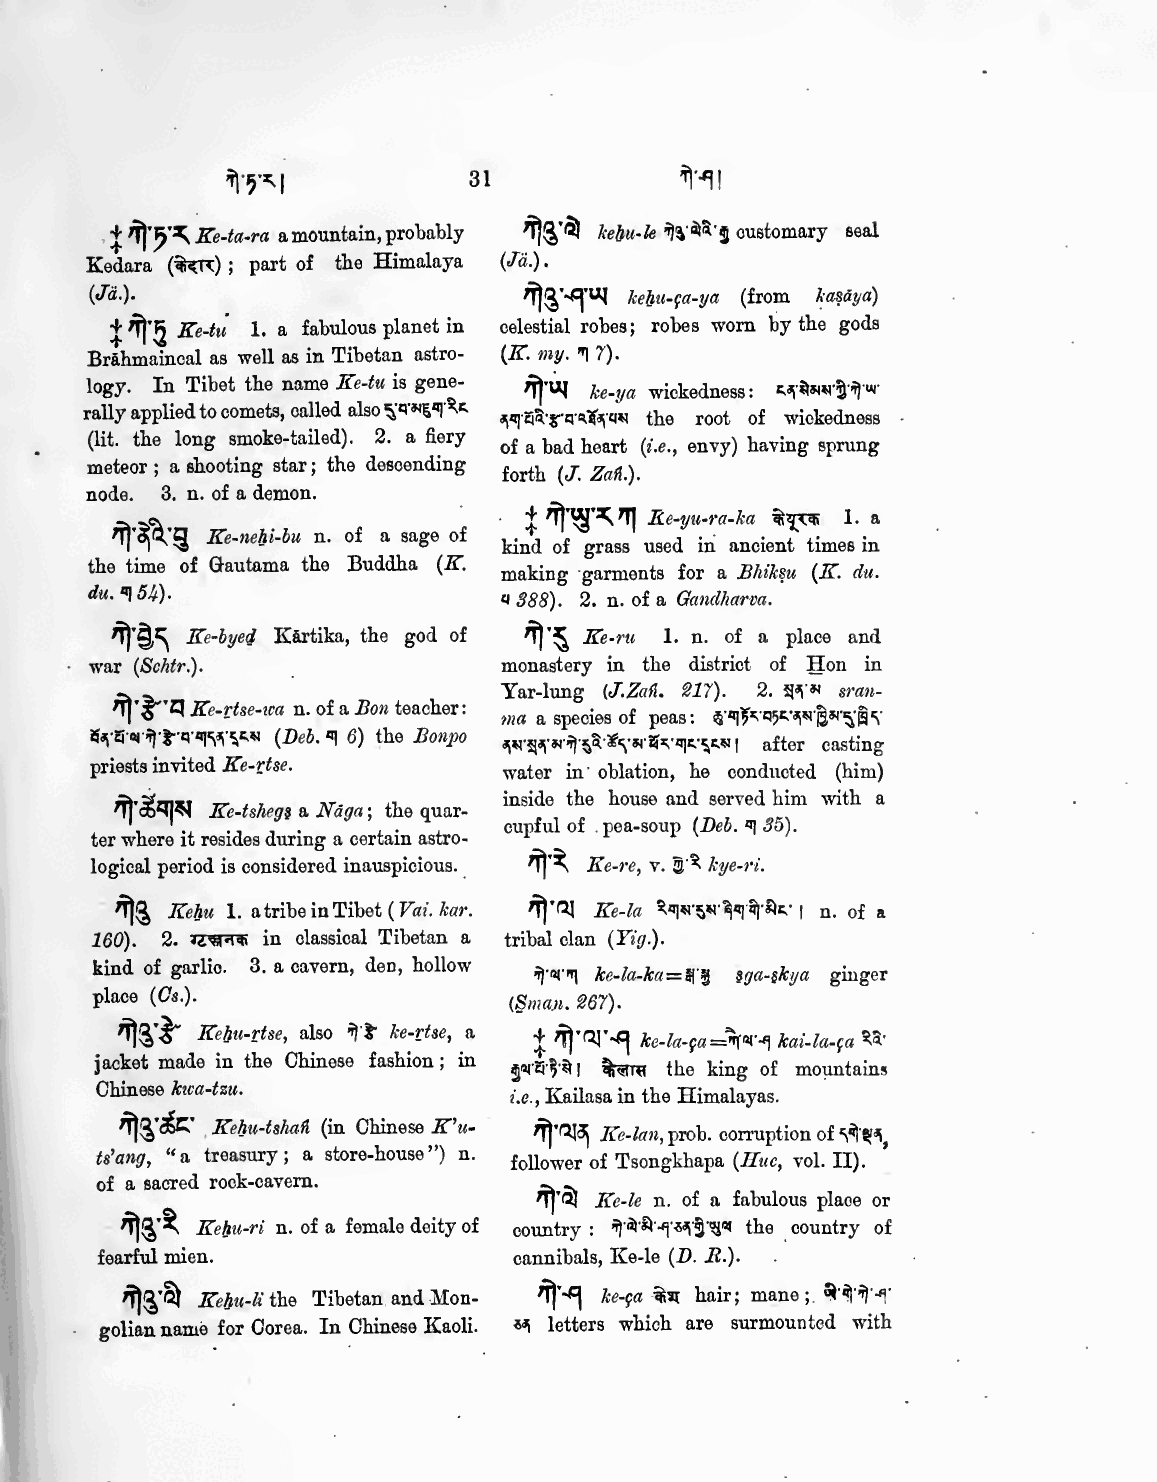 ཀེ་ཏ་ར། 31 ཀེ་ཤ།
‡ ཀེ་ཏ་ར Ke-ta-ra a mountain, probably
Kedara (केदार) ; part of the Himalaya
(Jä.).
‡ ཀེ་ཏུ Ke-tu 1. a fabulous planet in
Brāhmaincal as well as in Tibetan astro-
logy. In Tibet the name Ke-tu is gene-
rally applied to comets, called also དུ་བ་མཇུག་རིང
(lit. the long smoke-tailed). 2. a fiery
meteor ; a shooting star ; the descending
node. 3. n. of a demon.
ཀེ་ནེའི་བུ Ke-neḥi-bu n. of a sage of
the time of Gautama the Buddha (K.
du. ག 54).
ཀེ་བྱེད Ke-byeḍ Kārtika, the god of
war (Schtr.).
ཀེ་རྩེ་བ Ke-rtse-wa n. of a Bon teacher:
བོན་པོ་ལ་ཀེ་རྩེ་བ་གདན་དྲངས (Deb. ག 6) the Bonpo
priests invited Ke-rtse.
ཀེ་ཚེགས Ke-tshegs a Nāga ; the quar-
ter where it resides during a certain astro-
logical period is considered inauspicious.
ཀེའུ Keḥu 1. a tribe in Tibet (Vai. kar.
160). 2. in classical Tibetan a
kind of garlic. 3. a cavern, den, hollow
place (Cs.).
ཀེའུ་རྩེ Keḥu-rtse, also ཀེ་རྩེ ke-rtse, a
jacket made in the Chinese fashion ; in
Chinese kwa-tzu.
ཀེའུ་ཚང་ Keḥu-tshañ (in Chinese K'u-
ts'ang, "a treasury ; a store-house") n.
of a sacred rock-cavern.
ཀེའུ་རི Keḥu-ri n. of a female deity of
fearful mien.
ཀེའུ་ལི Keḥu-li the Tibetan and Mon-
golian name for Corea. In Chinese Kaoli.
ཀེའུ་ལེ keḥu-le ཀེའུ་ལེའི་རྒྱ customary seal
(Jä.).
ཀེའུ་ཤ་ཡ keḥu-ça-ya (from kaṣāya)
celestial robes; robes worn by the gods
(K. my. ག 7).
ཀེ་ཡ ke-ya wickedness: ངན་སེམས་ཀྱི་ཀེ་ཡ་
ནག་པོའི་རྩ་བ་འཛོན་པས the root of wickedness
of a bad heart (i.e., envy) having sprung
forth (J. Zañ.).
‡ ཀེ་ཡུ་ར་ཀ Ke-yu-ra-ka केयूरक 1. a
kind of grass used in ancient times in
making garments for a Bhikṣu (K. du.
པ 388). 2. n. of a Gandharva.
ཀེ་རུ Ke-ru 1. n. of a place and
monastery in the district of Hon in
Yar-lung (J.Zañ. 217). 2. སྲན་མ sran-
ma a species of peas: ཆུ་གཏོར་བཏང་ནས་ཁྱིམ་དུ་ཁྲིད་
ནས་སྲན་མ་ཀེ་རུའི་ཚོད་མ་ཕོར་གང་དྲངས། after casting
water in oblation, he conducted (him)
inside the house and served him with a
cupful of pea-soup (Deb. ག 35).
ཀེ་རེ Ke-re, v. ཀྱེ་རེ kye-ri.
ཀེ་ལ Ke-la རིགས་རུས་ཤིག་གི་མིང་། n. of a
tribal clan (Yig.).
ཀེ་ལ་ཀ ke-la-ka= sga-skya ginger
(Sman. 267).
‡ ཀེ་ལ་ཤ ke-la-ça=ཀཻ་ལ་ཤ kai-la-ça རིའི་
རྒྱལ་པོ་ཏི་སེ། कैलास the king of mountains
i.e., Kailasa in the Himalayas.
ཀེ་ལན Ke-lan, prob. corruption of དགེ་ལྡན,
follower of Tsongkhapa (Huc, vol. II).
ཀེ་ལེ Ke-le n. of a fabulous place or
country : ཀེ་ལེ་མི་ཤ་ཅན་གྱི་ཡུལ the country of
cannibals, Ke-le (D. R.).
ཀེ་ཤ ke-ça केश hair; mane ; ཡི་གེ་ཀེ་ཤ་
ཅན letters which are surmounted with